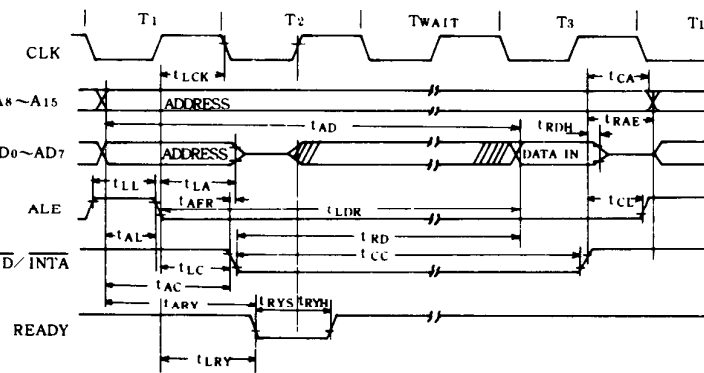 T1 T2 TWAIT T3 T1
CLK
tLCK tCA
A8~A15 ADDRESS
tAD tRDH tRAE
D0~AD7 ADDRESS DATA IN
tLL tLA
ALE tAFR tLDR tCL
tAL tRD
D/INTA tLC tCC
tAC
tARY tRYS tRYH
READY
tLRY